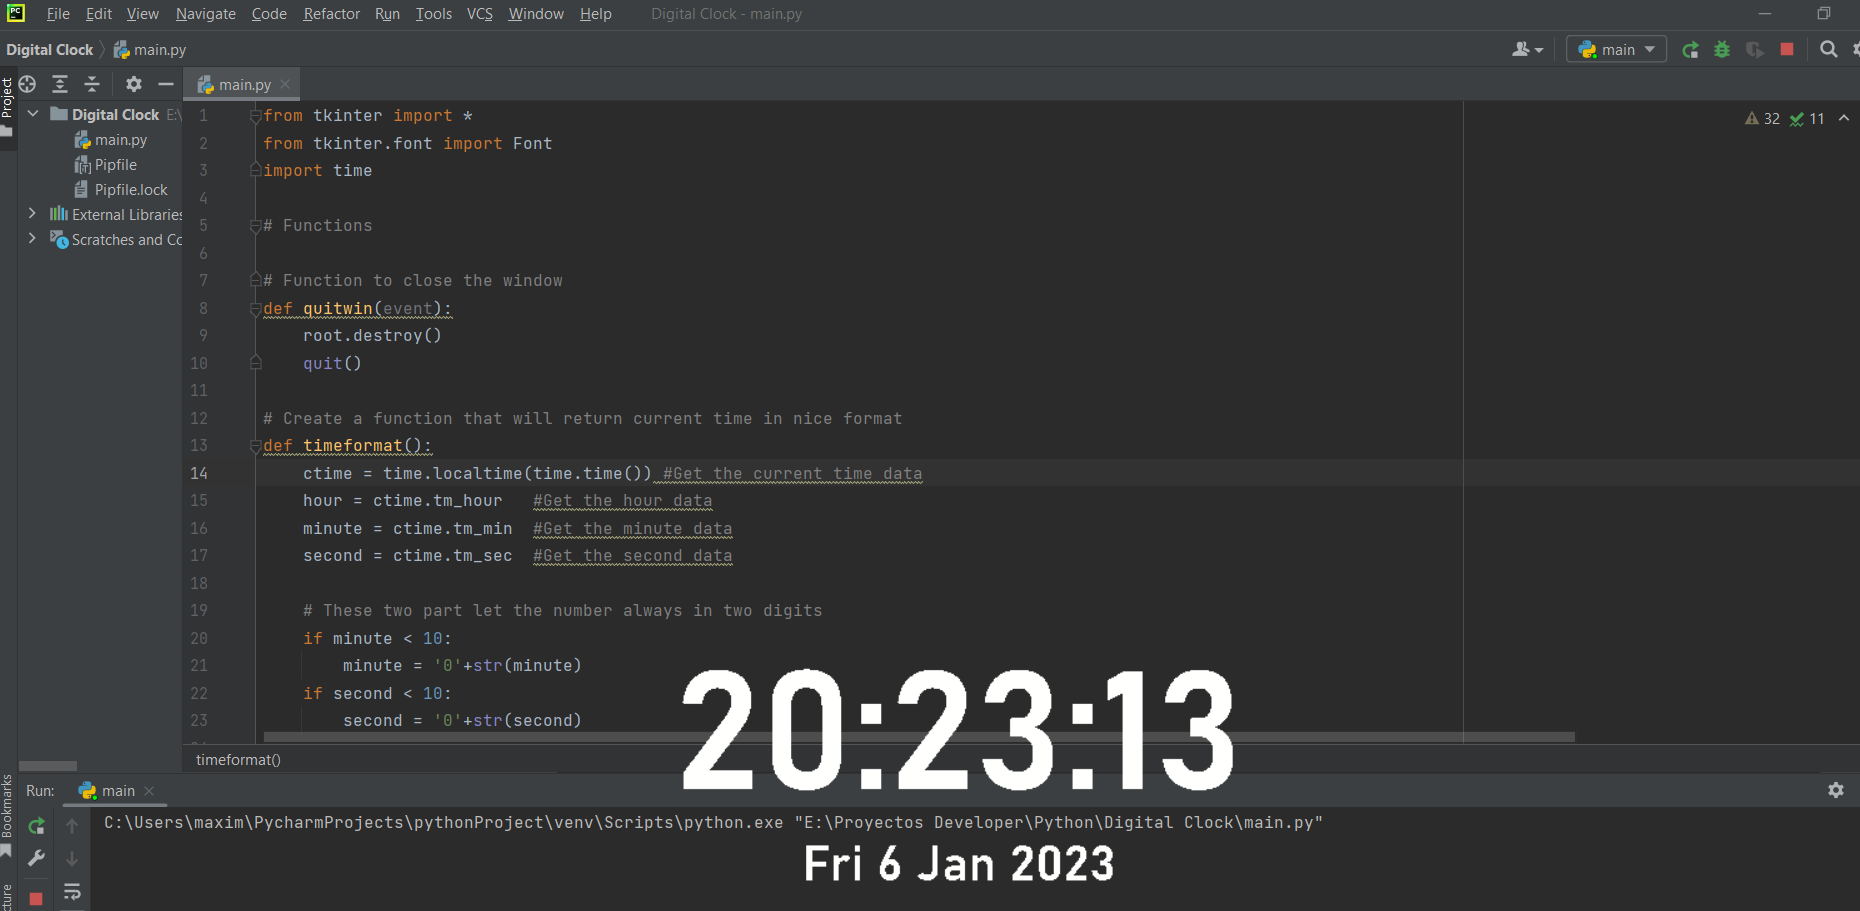 PC File Edit View Navigate Code Refactor Run Tools VCS Window Help Digital Clock - main.py
Digital Clock main.py main
Project
main.py
Digital Clock E:\
main.py
Pipfile
Pipfile.lock
External Libraries
Scratches and Co
32 11
1 from tkinter import *
2 from tkinter.font import Font
3 import time
4
5 # Functions
6
7 # Function to close the window
8 def quitwin(event):
9 root.destroy()
10 quit()
11
12 # Create a function that will return current time in nice format
13 def timeformat():
14 ctime = time.localtime(time.time()) #Get the current time data
15 hour = ctime.tm_hour #Get the hour data
16 minute = ctime.tm_min #Get the minute data
17 second = ctime.tm_sec #Get the second data
18
19 # These two part let the number always in two digits
20 if minute < 10:
21 minute = '0'+str(minute)
22 if second < 10:
23 second = '0'+str(second)
20:23:13
timeformat()
Bookmarks
Run: main
C:\Users\maxim\PycharmProjects\pythonProject\venv\Scripts\python.exe "E:\Proyectos Developer\Python\Digital Clock\main.py"
Fri 6 Jan 2023
cture